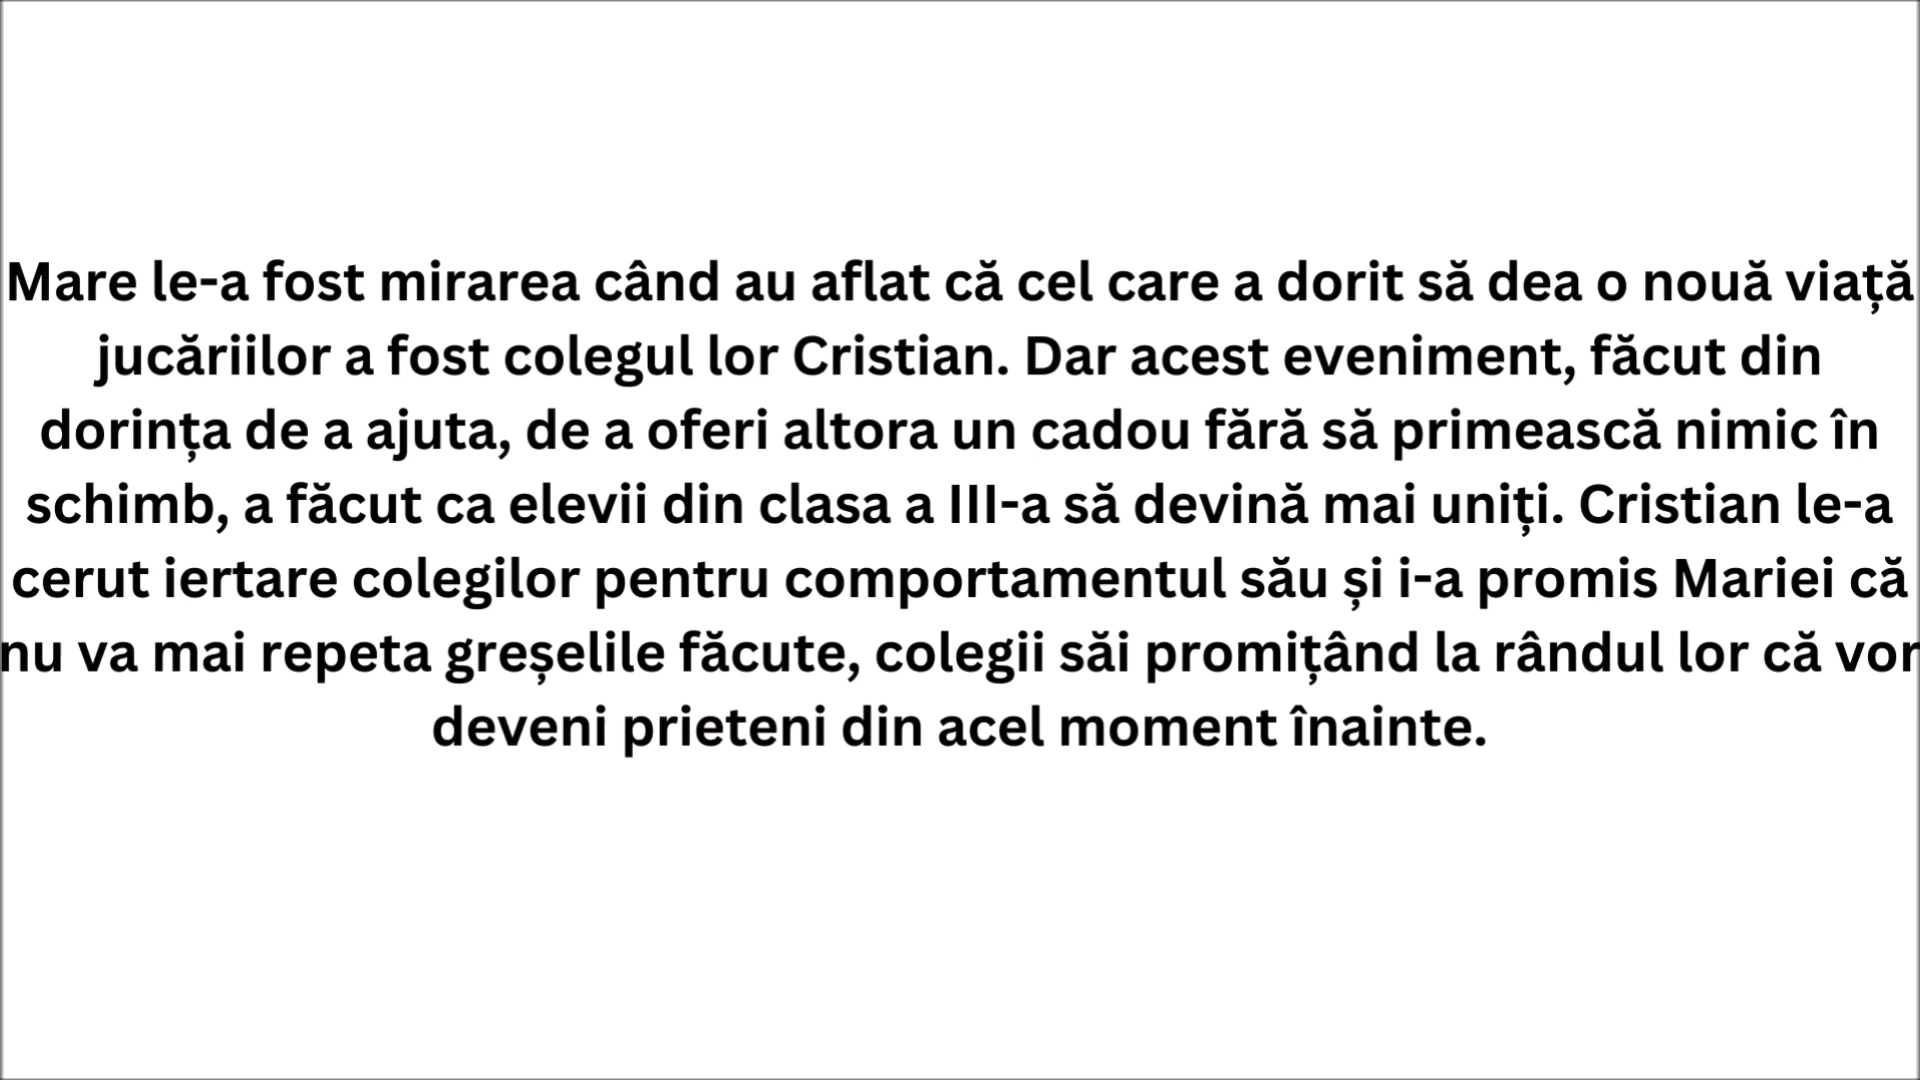 Mare le-a fost mirarea când au aflat că cel care a dorit să dea o nouă viață
jucăriilor a fost colegul lor Cristian. Dar acest eveniment, făcut din
dorința de a ajuta, de a oferi altora un cadou fără să primească nimic în
schimb, a făcut ca elevii din clasa a III-a să devină mai uniți. Cristian le-a
cerut iertare colegilor pentru comportamentul său și i-a promis Mariei că
nu va mai repeta greșelile făcute, colegii săi promițând la rândul lor că vor
deveni prieteni din acel moment înainte.